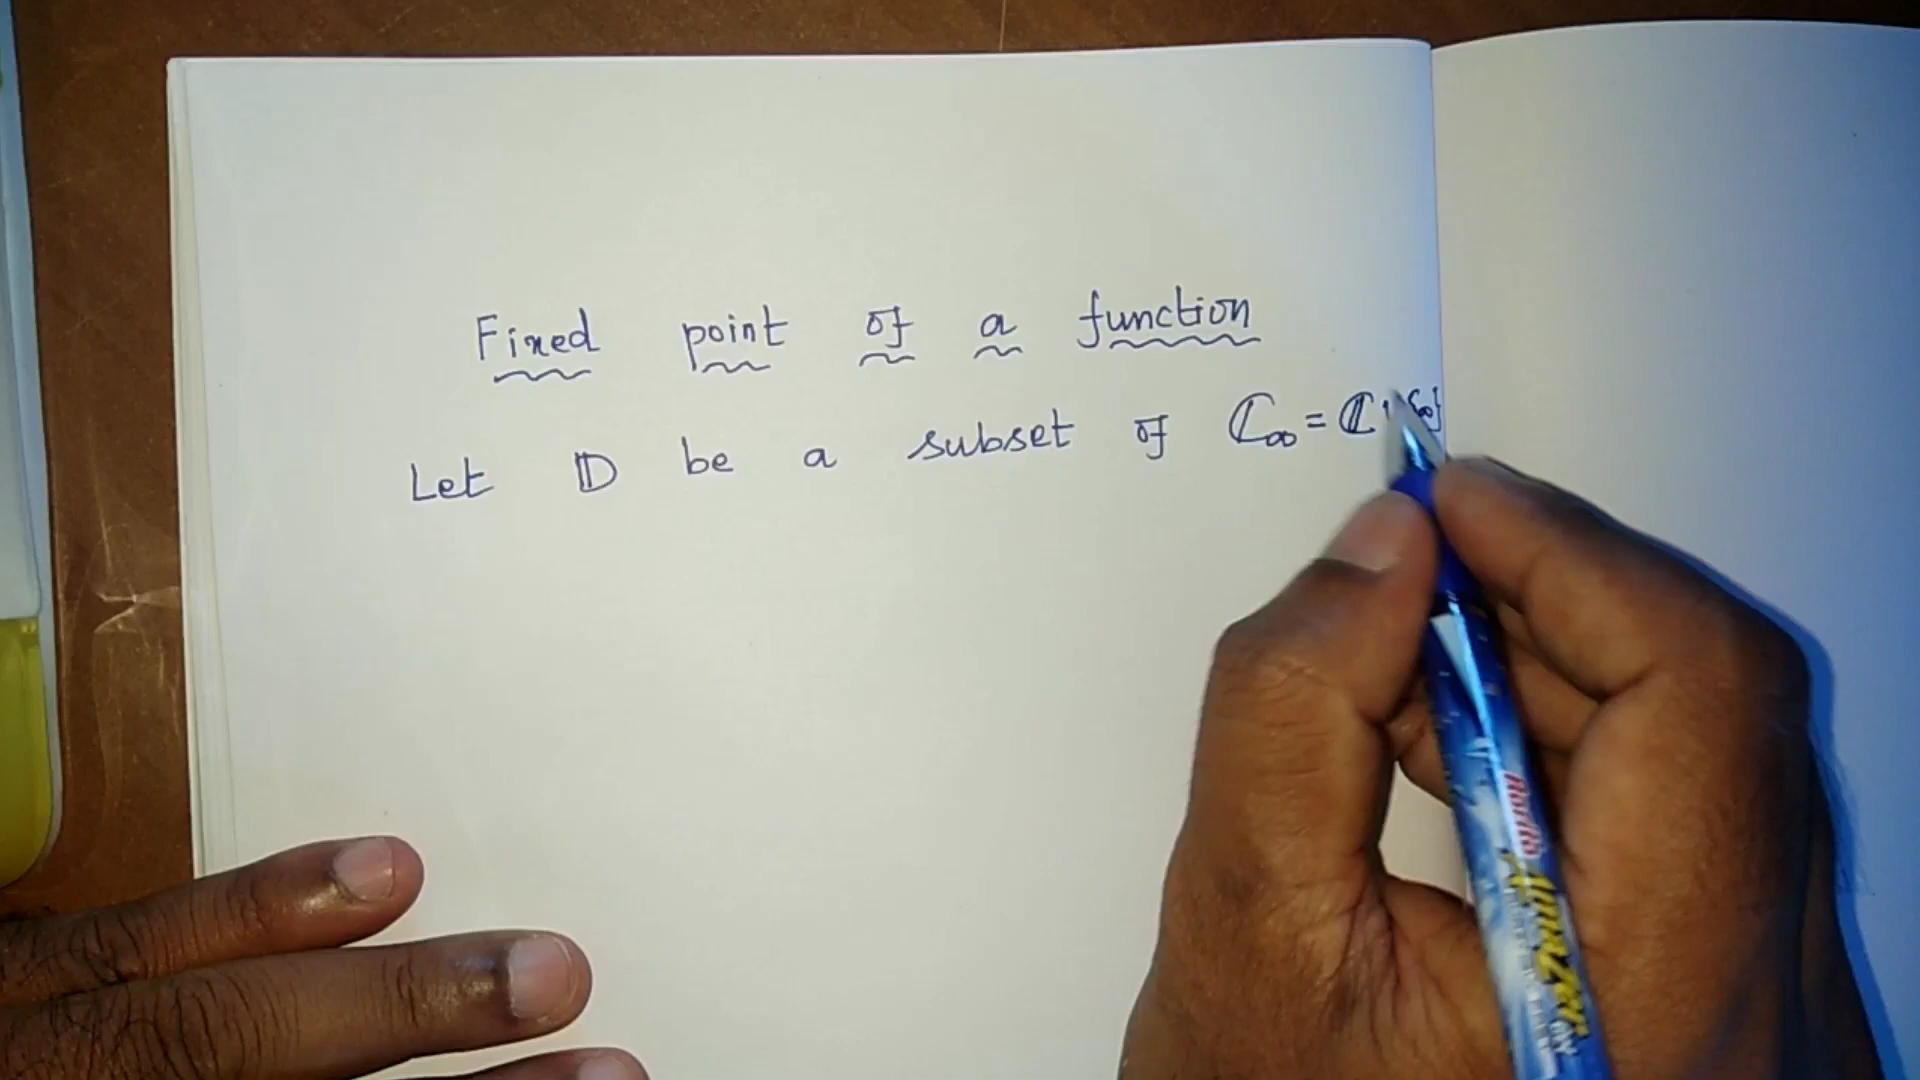 Fixed point of a function
Let 𝔻 be a subset of ℂ∞ = ℂ ∪ {∞}